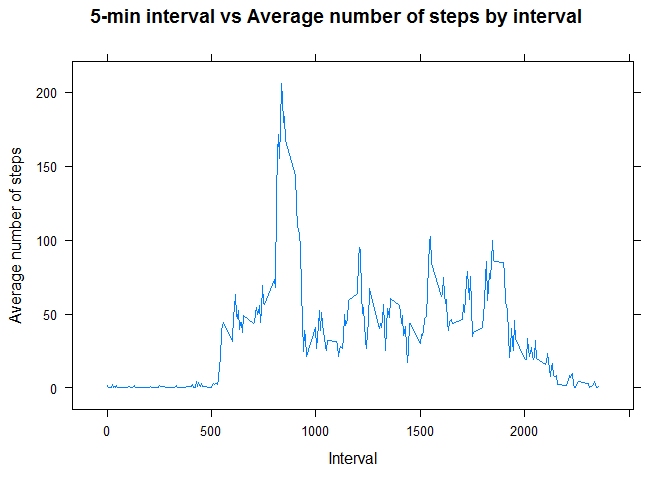 5-min interval vs Average number of steps by interval
200
150
100
50
0
Average number of steps
0 500 1000 1500 2000
Interval